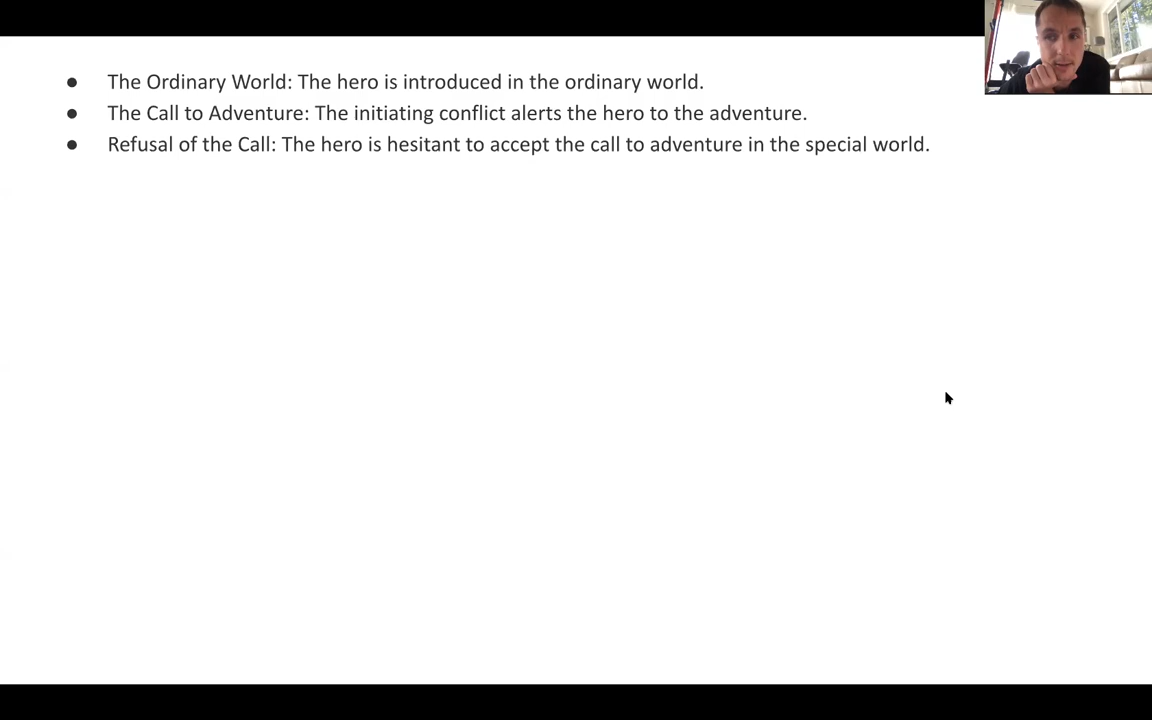 ● The Ordinary World: The hero is introduced in the ordinary world.
● The Call to Adventure: The initiating conflict alerts the hero to the adventure.
● Refusal of the Call: The hero is hesitant to accept the call to adventure in the special world.